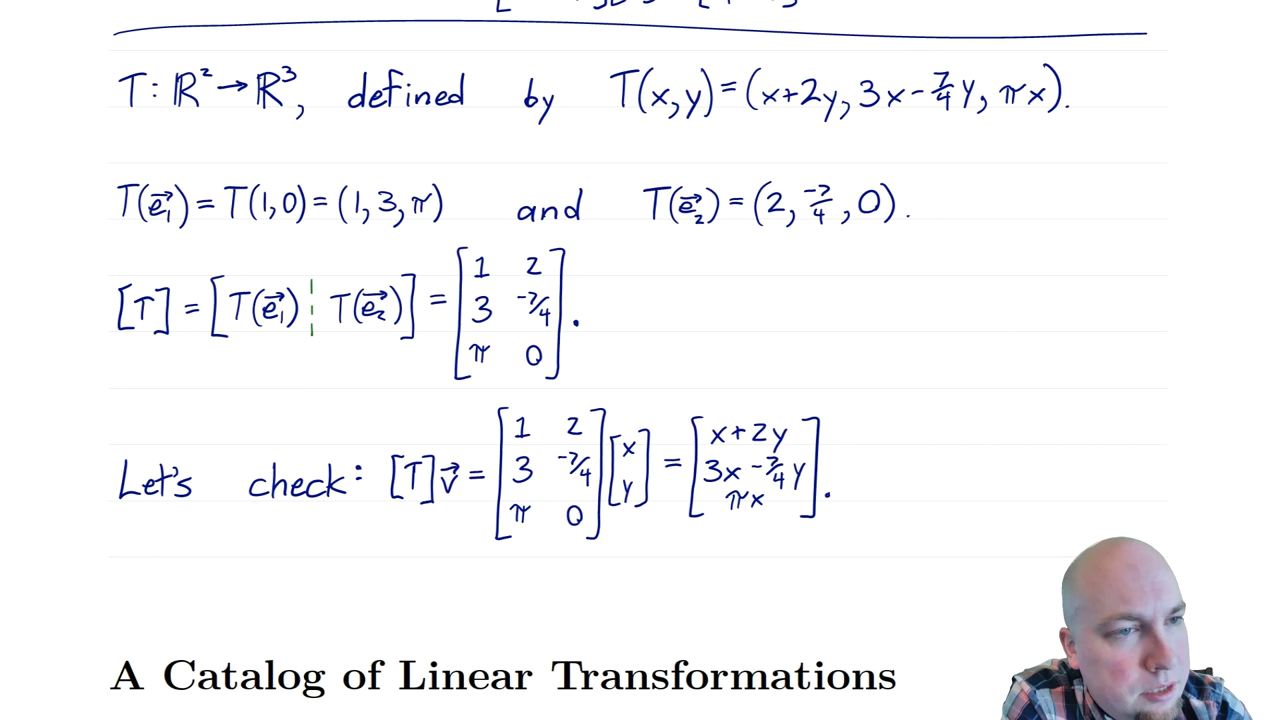 T: ℝ² → ℝ³, defined by T(x,y) = (x+2y, 3x - 7/4 y, πx).
T(e⃗₁) = T(1,0) = (1,3,π) and T(e⃗₂) = (2, -7/4, 0).
[T] = [T(e⃗₁) ¦ T(e⃗₂)] = [1 2; 3 -7/4; π 0].
Let's check: [T]v⃗ = [1 2; 3 -7/4; π 0][x; y] = [x+2y; 3x - 7/4 y; πx].
A Catalog of Linear Transformations